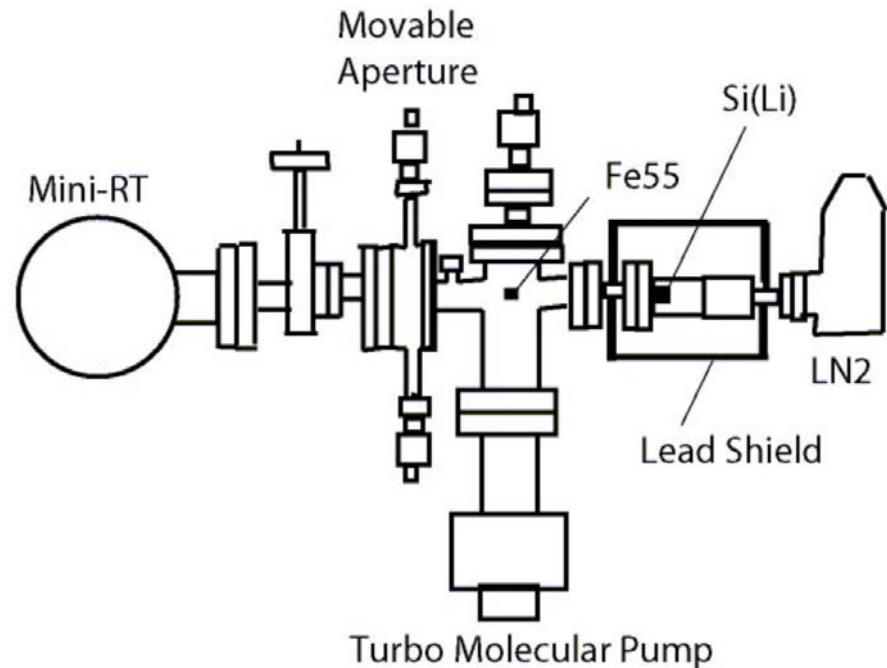 Movable
Aperture
Si(Li)
Fe55
Mini-RT
LN2
Lead Shield
Turbo Molecular Pump